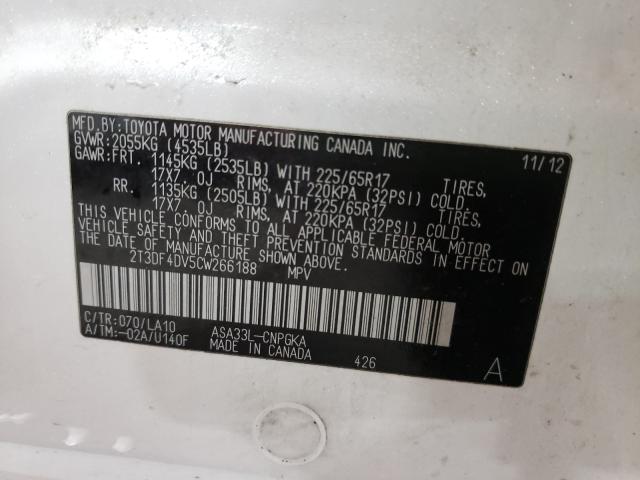 MFD.BY:TOYOTA MOTOR MANUFACTURING CANADA INC.
GVWR:2055KG (4535LB) 11/12
GAWR:FRT. 1145KG (2535LB) WITH 225/65R17 TIRES,
17X7 OJ RIMS, AT 220KPA (32PSI) COLD.
RR. 1135KG (2505LB) WITH 225/65R17 TIRES,
17X7 OJ RIMS, AT 220KPA (32PSI) COLD.
THIS VEHICLE CONFORMS TO ALL APPLICABLE FEDERAL MOTOR
VEHICLE SAFETY AND THEFT PREVENTION STANDARDS IN EFFECT ON
THE DATE OF MANUFACTURE SHOWN ABOVE.
2T3DF4DV5CW266188 MPV
C/TR:070/LA10 ASA33L-CNPGKA
A/TM:-02A/U140F MADE IN CANADA 426 A